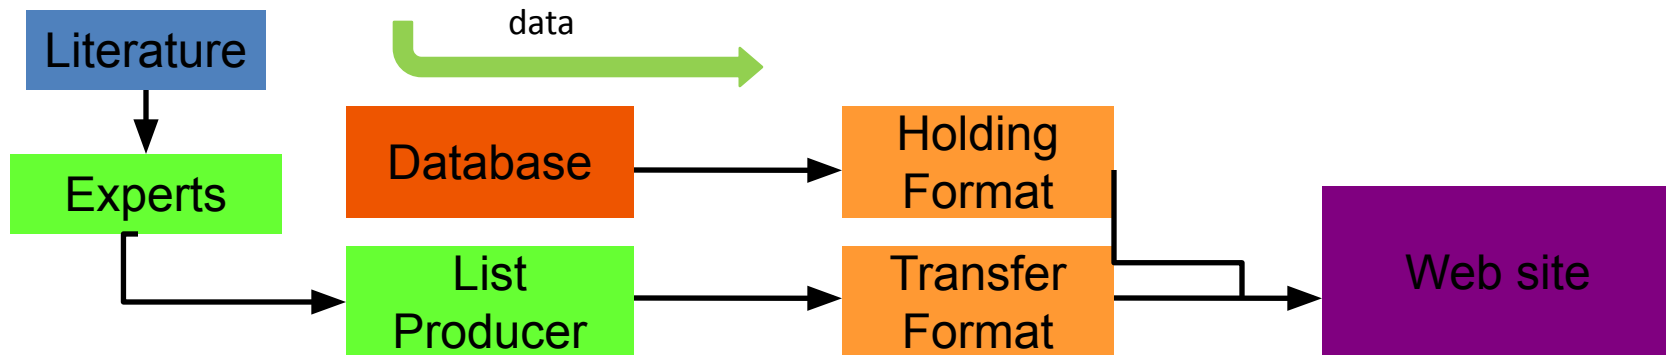 Literature
data
Experts
Database
Holding
Format
List
Producer
Transfer
Format
Web site